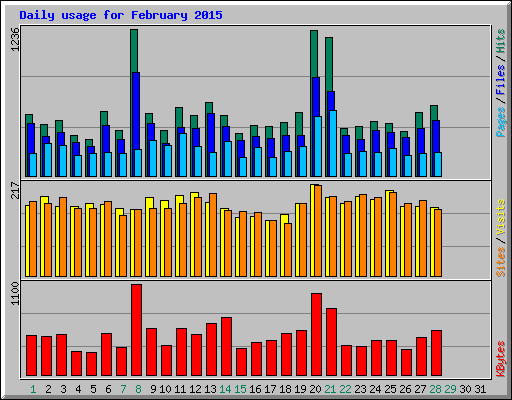 Daily usage for February 2015
1236
Pages / Files / Hits
217
Sites / Visits
1100
KBytes
1 2 3 4 5 6 7 8 9 10 11 12 13 14 15 16 17 18 19 20 21 22 23 24 25 26 27 28 29 30 31